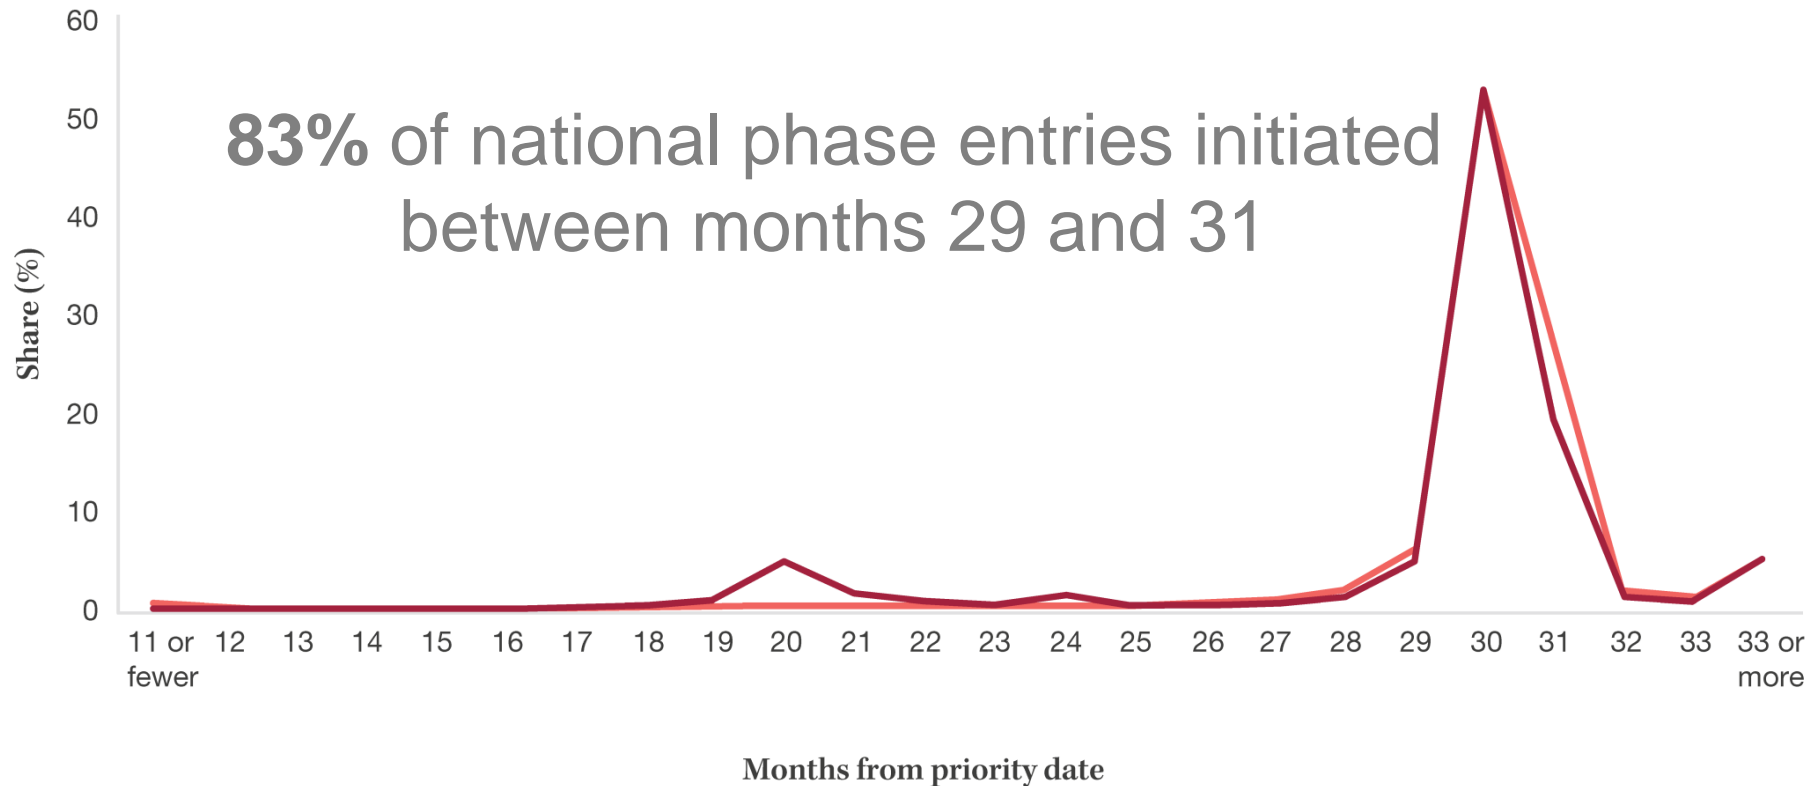 60
50
40
30
20
10
0
Share (%)
83% of national phase entries initiated
between months 29 and 31
11 or 12 13 14 15 16 17 18 19 20 21 22 23 24 25 26 27 28 29 30 31 32 33 33 or
fewer more
Months from priority date